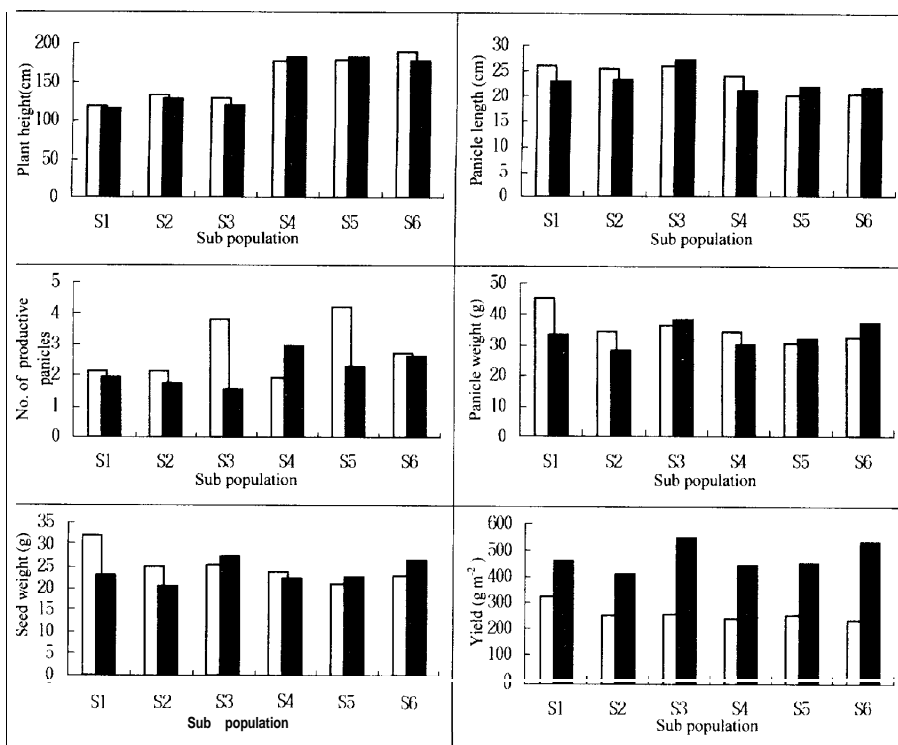 Plant height(cm)
200
150
100
50
0
S1 S2 S3 S4 S5 S6
Sub population
Panicle length (cm)
30
25
20
15
10
5
0
S1 S2 S3 S4 S5 S6
Sub population
No. of productive
panicles
5
4
3
2
1
0
S1 S2 S3 S4 S5 S6
Sub population
Panicle weight (g)
50
40
30
20
10
0
S1 S2 S3 S4 S5 S6
Sub population
Seed weight (g)
35
30
25
20
15
10
5
0
S1 S2 S3 S4 S5 S6
Sub population
Yield (g m-2)
600
500
400
300
200
100
0
S1 S2 S3 S4 S5 S6
Sub population